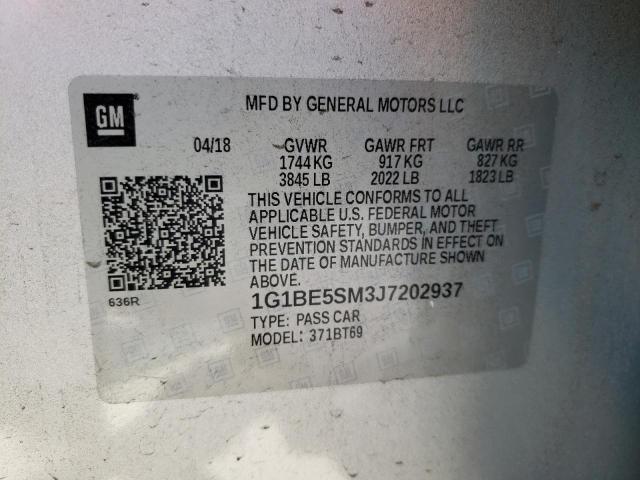 GM
MFD BY GENERAL MOTORS LLC
04/18 GVWR GAWR FRT GAWR RR
1744 KG 917 KG 827 KG
3845 LB 2022 LB 1823 LB
THIS VEHICLE CONFORMS TO ALL
APPLICABLE U.S. FEDERAL MOTOR
VEHICLE SAFETY, BUMPER, AND THEFT
PREVENTION STANDARDS IN EFFECT ON
THE DATE OF MANUFACTURE SHOWN
ABOVE.
636R
1G1BE5SM3J7202937
TYPE: PASS CAR
MODEL: 371BT69